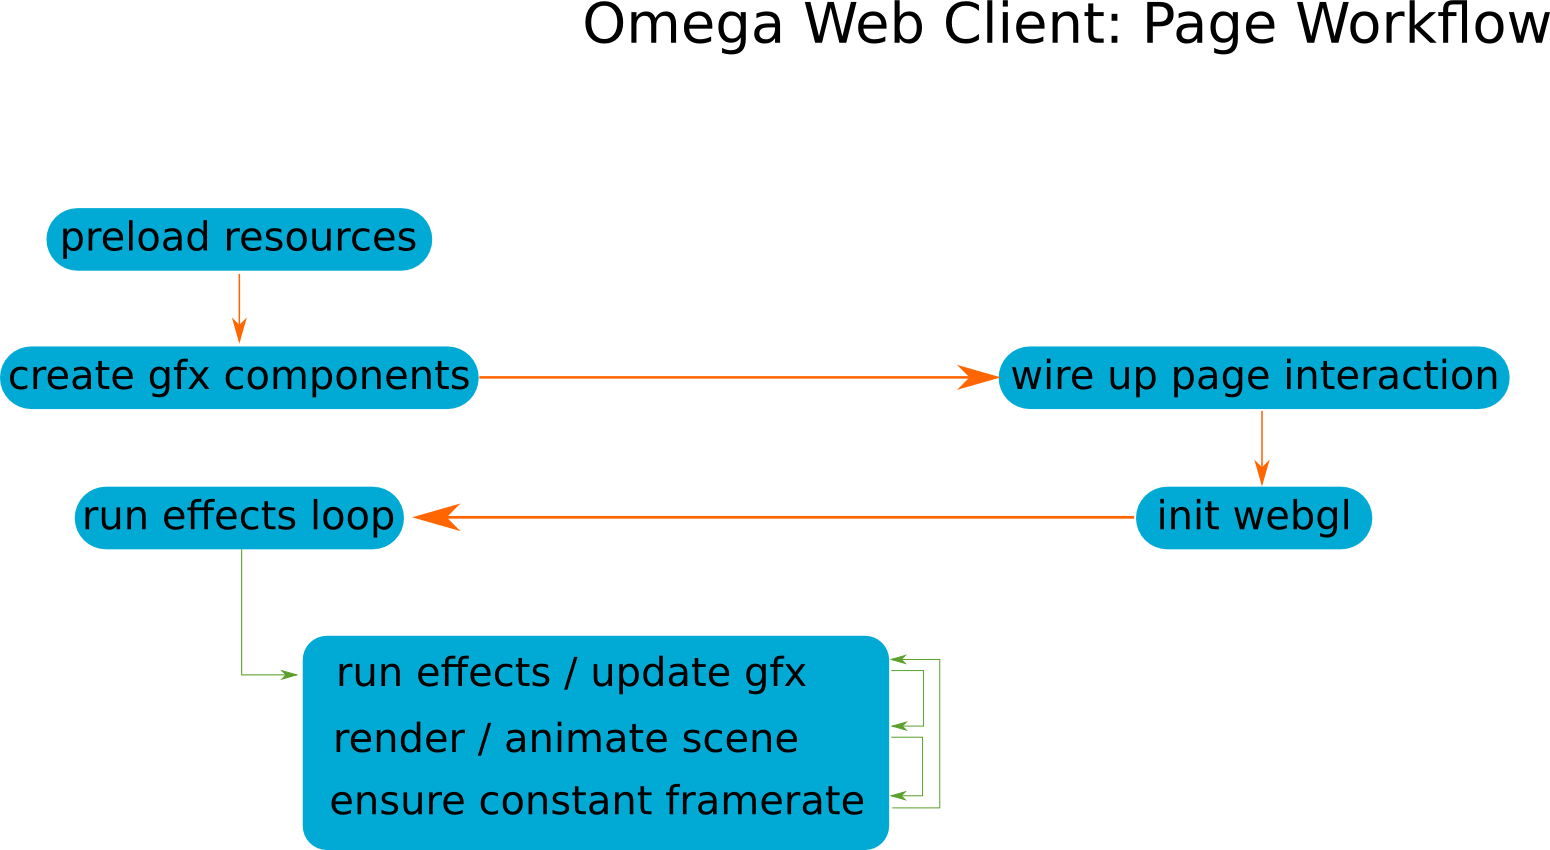 Omega Web Client: Page Workflow
preload resources
create gfx components
wire up page interaction
run effects loop
init webgl
run effects / update gfx
render / animate scene
ensure constant framerate